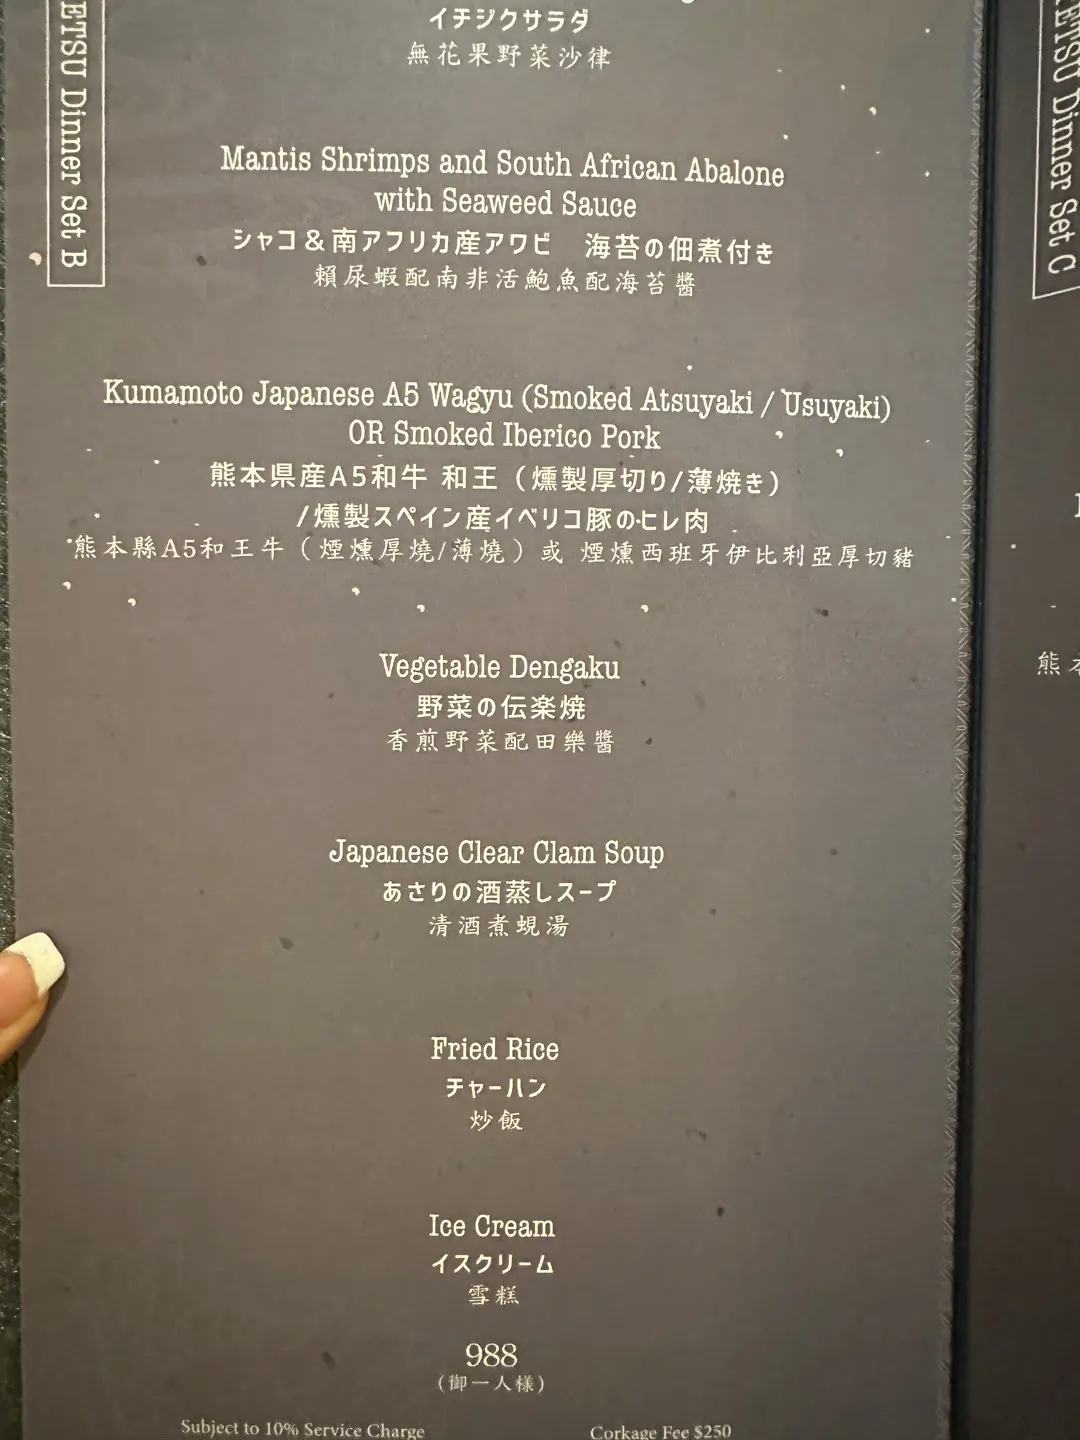 ETSU Dinner Set B
イチジクサラダ
無花果野菜沙律
Mantis Shrimps and South African Abalone
with Seaweed Sauce
シャコ&南アフリカ産アワビ 海苔の佃煮付き
賴尿蝦配南非活鮑魚配海苔醬
Kumamoto Japanese A5 Wagyu (Smoked Atsuyaki / Usuyaki)
OR Smoked Iberico Pork
熊本県産A5和牛 和王（燻製厚切り/薄焼き）
/燻製スペイン産イベリコ豚のヒレ肉
熊本縣A5和王牛（煙燻厚燒/薄燒）或 煙燻西班牙伊比利亞厚切豬
Vegetable Dengaku
野菜の伝楽焼
香煎野菜配田樂醬
Japanese Clear Clam Soup
あさりの酒蒸しスープ
清酒煮蜆湯
Fried Rice
チャーハン
炒飯
Ice Cream
イスクリーム
雪糕
988
(御一人様)
Subject to 10% Service Charge
Corkage Fee $250
ETSU Dinner Set C
熊本